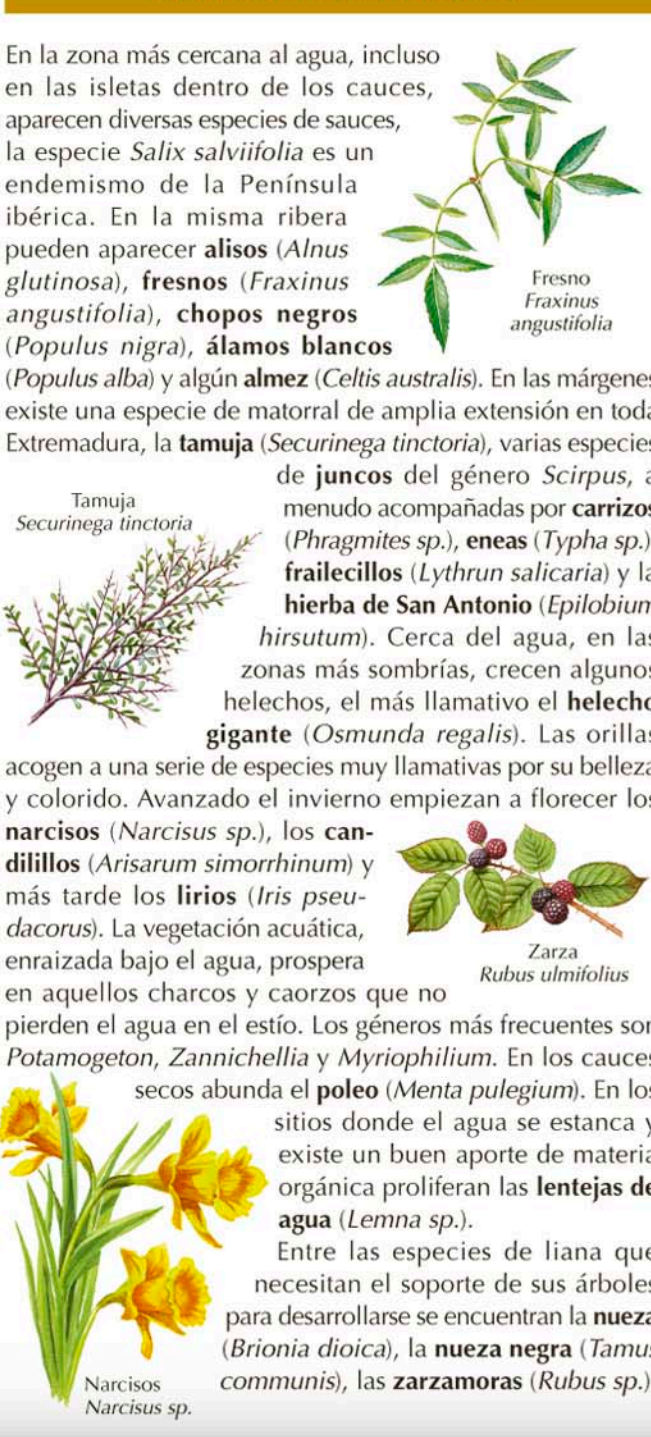 En la zona más cercana al agua, incluso
en las isletas dentro de los cauces,
aparecen diversas especies de sauces,
la especie Salix salviifolia es un
endemismo de la Península
ibérica. En la misma ribera
pueden aparecer alisos (Alnus
glutinosa), fresnos (Fraxinus
angustifolia), chopos negros
(Populus nigra), álamos blancos
(Populus alba) y algún almez (Celtis australis). En las márgenes
existe una especie de matorral de amplia extensión en toda
Extremadura, la tamuja (Securinega tinctoria), varias especies
de juncos del género Scirpus, a
menudo acompañadas por carrizos
(Phragmites sp.), eneas (Typha sp.)
frailecillos (Lythrun salicaria) y la
hierba de San Antonio (Epilobium
hirsutum). Cerca del agua, en las
zonas más sombrías, crecen algunos
helechos, el más llamativo el helecho
gigante (Osmunda regalis). Las orillas
acogen a una serie de especies muy llamativas por su belleza
y colorido. Avanzado el invierno empiezan a florecer los
narcisos (Narcisus sp.), los can-
dilillos (Arisarum simorrhinum) y
más tarde los lirios (Iris pseu-
dacorus). La vegetación acuática,
enraizada bajo el agua, prospera
en aquellos charcos y caorzos que no
pierden el agua en el estío. Los géneros más frecuentes son
Potamogeton, Zannichellia y Myriophilium. En los cauces
secos abunda el poleo (Menta pulegium). En los
sitios donde el agua se estanca y
existe un buen aporte de materia
orgánica proliferan las lentejas de
agua (Lemna sp.).
Entre las especies de liana que
necesitan el soporte de sus árboles
para desarrollarse se encuentran la nueza
(Brionia dioica), la nueza negra (Tamus
communis), las zarzamoras (Rubus sp.)
Fresno
Fraxinus
angustifolia
Tamuja
Securinega tinctoria
Zarza
Rubus ulmifolius
Narcisos
Narcisus sp.